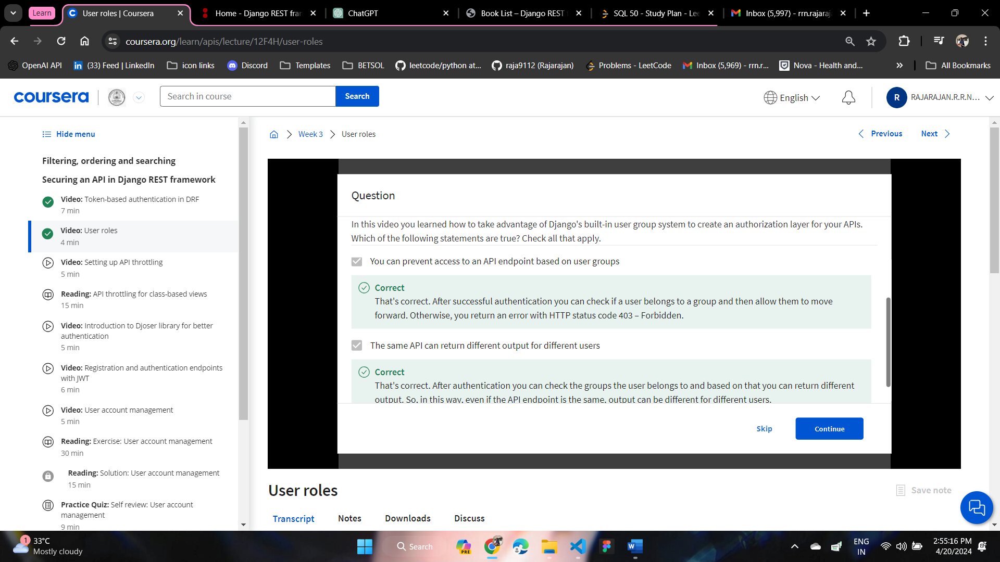 Learn
User roles | Coursera
Home - Django REST fra
ChatGPT
Book List – Django REST
SQL 50 - Study Plan - Lee
Inbox (5,997) - rrn.rajaraj
coursera.org/learn/apis/lecture/12F4H/user-roles
OpenAI API
(33) Feed | LinkedIn
icon links
Discord
Templates
BETSOL
leetcode/python at...
raja9112 (Rajarajan)
Problems - LeetCode
Inbox (5,969) - rrn.r...
Nova - Health and...
All Bookmarks
coursera
Search in course
Search
English
R
RAJARAJAN.R.R.N...
Hide menu
Filtering, ordering and searching
Securing an API in Django REST framework
Video: Token-based authentication in DRF
7 min
Video: User roles
4 min
Video: Setting up API throttling
5 min
Reading: API throttling for class-based views
15 min
Video: Introduction to Djoser library for better
authentication
5 min
Video: Registration and authentication endpoints
with JWT
6 min
Video: User account management
5 min
Reading: Exercise: User account management
30 min
Reading: Solution: User account management
15 min
Practice Quiz: Self review: User account
management
9 min
Week 3
User roles
Previous
Next
Question
In this video you learned how to take advantage of Django's built-in user group system to create an authorization layer for your APIs.
Which of the following statements are true? Check all that apply.
You can prevent access to an API endpoint based on user groups
Correct
That's correct. After successful authentication you can check if a user belongs to a group and then allow them to move
forward. Otherwise, you return an error with HTTP status code 403 – Forbidden.
The same API can return different output for different users
Correct
That's correct. After authentication you can check the groups the user belongs to and based on that you can return different
output. So, in this way, even if the API endpoint is the same, output can be different for different users.
Skip
Continue
User roles
Save note
Transcript
Notes
Downloads
Discuss
1
33°C
Mostly cloudy
Search
PRE
ENG
IN
2:55:16 PM
4/20/2024